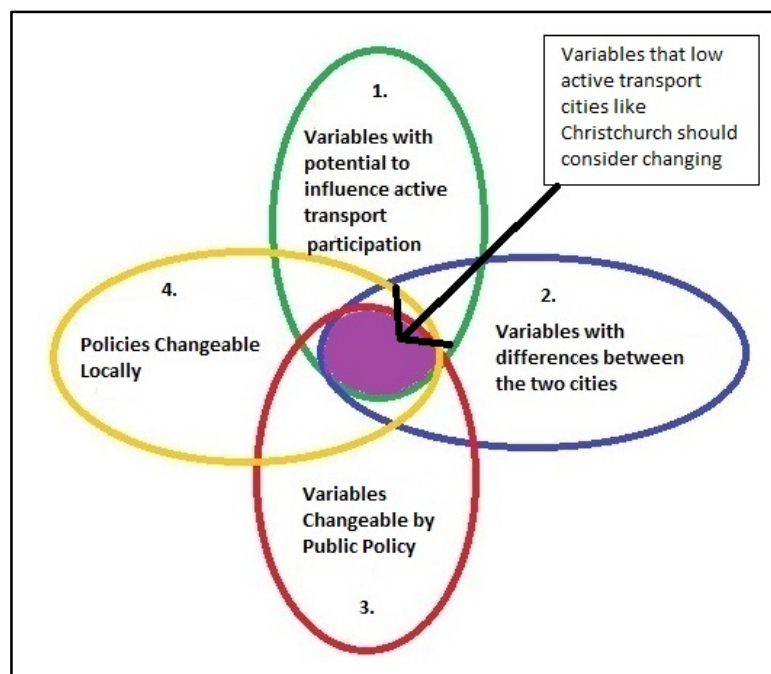 Variables that low
active transport
cities like
Christchurch should
consider changing
1.
Variables with
potential to
influence active
transport
participation
2.
Variables with
differences between
the two cities
4.
Policies Changeable
Locally
Variables
Changeable by
Public Policy
3.